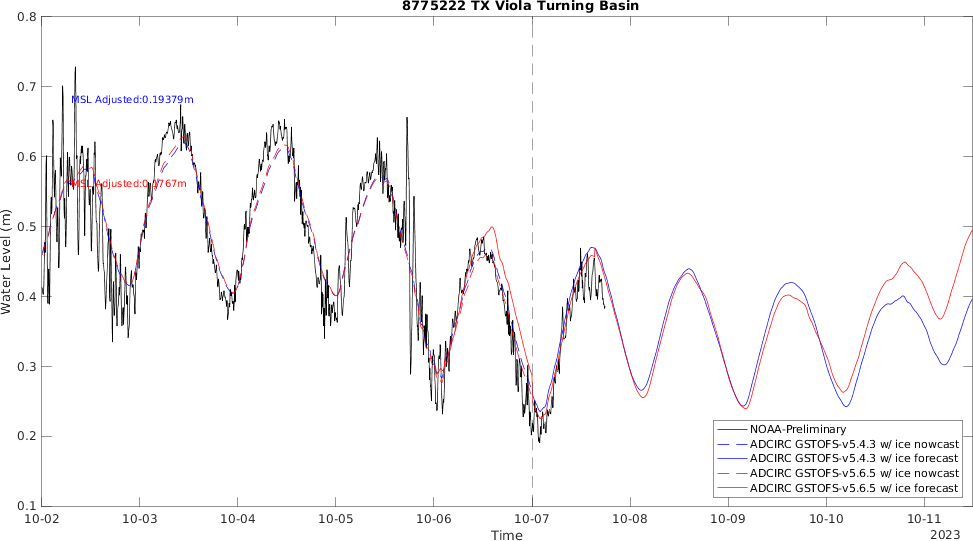 8775222 TX Viola Turning Basin
0.8
0.7
0.6
0.5
0.4
0.3
0.2
0.1
Water Level (m)
MSL Adjusted:0.19379m
MSL Adjusted:0.1767m
NOAA-Preliminary
ADCIRC GSTOFS-v5.4.3 w/ ice nowcast
ADCIRC GSTOFS-v5.4.3 w/ ice forecast
ADCIRC GSTOFS-v5.6.5 w/ ice nowcast
ADCIRC GSTOFS-v5.6.5 w/ ice forecast
10-02 10-03 10-04 10-05 10-06 10-07 10-08 10-09 10-10 10-11
Time
2023